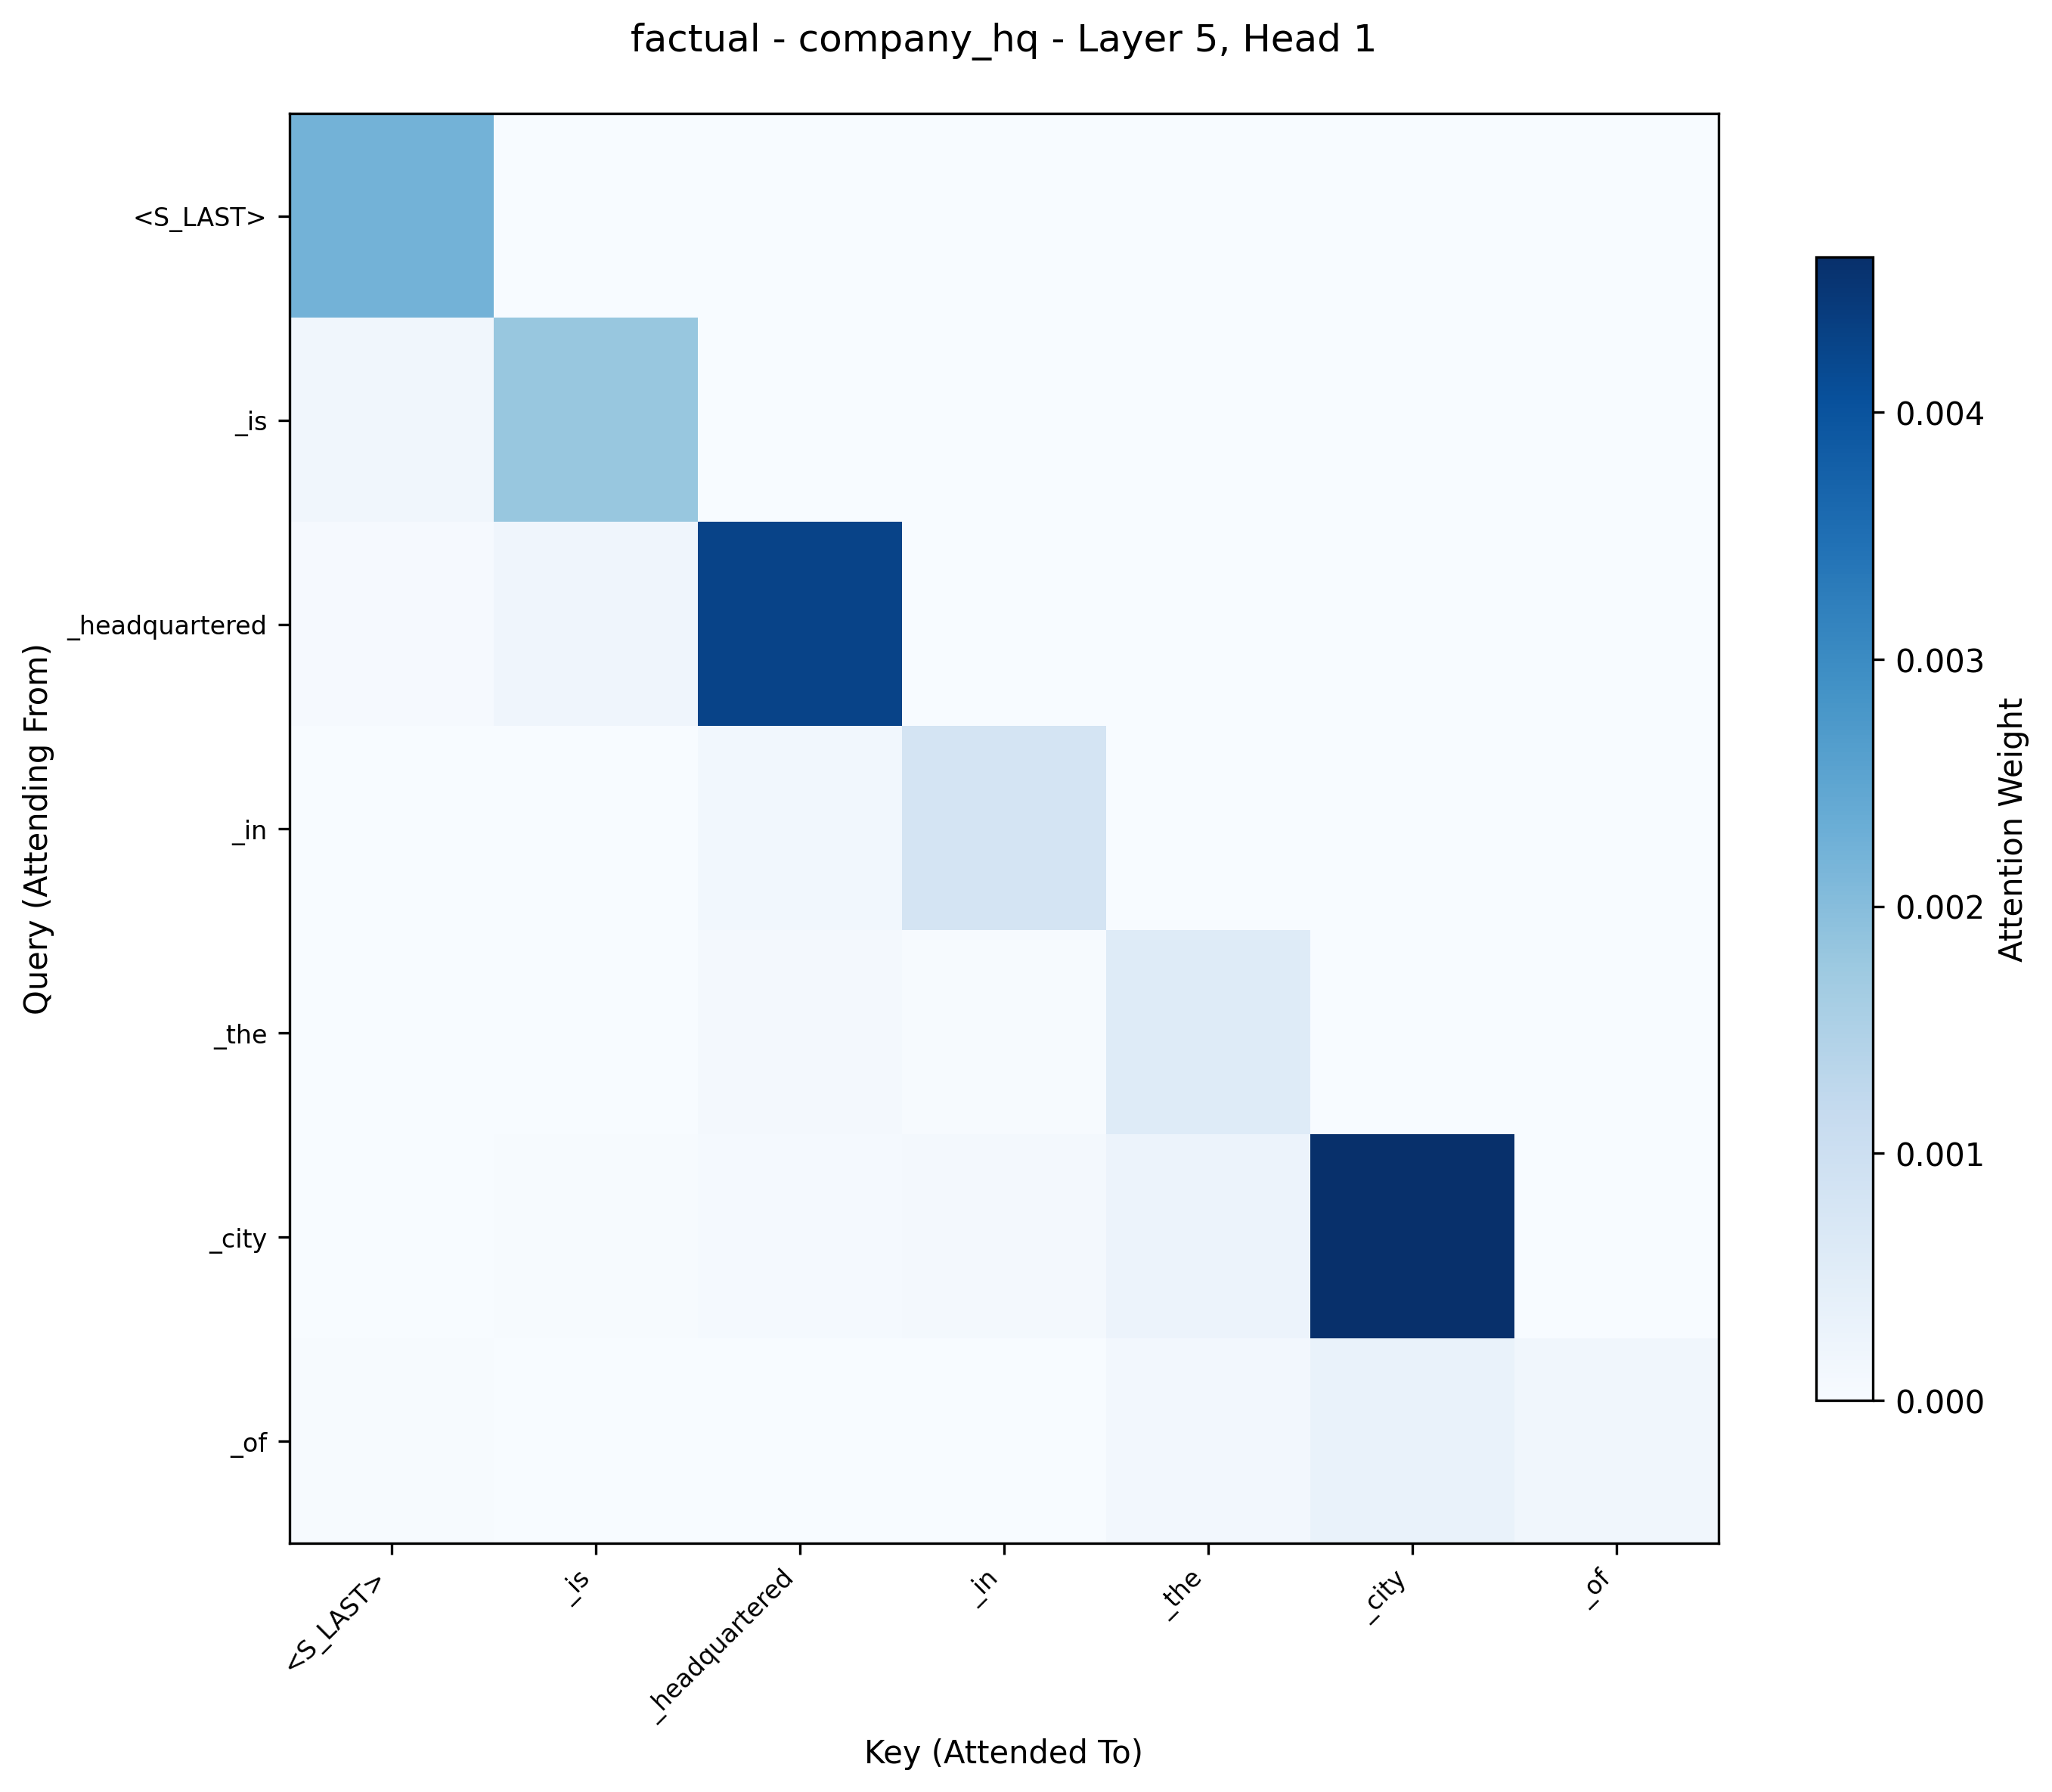 factual - company_hq - Layer 5, Head 1
Query (Attending From)
<S_LAST>
_is
_headquartered
_in
_the
_city
_of
<S_LAST>
_is
_headquartered
_in
_the
_city
_of
Key (Attended To)
0.004
0.003
0.002
0.001
0.000
Attention Weight